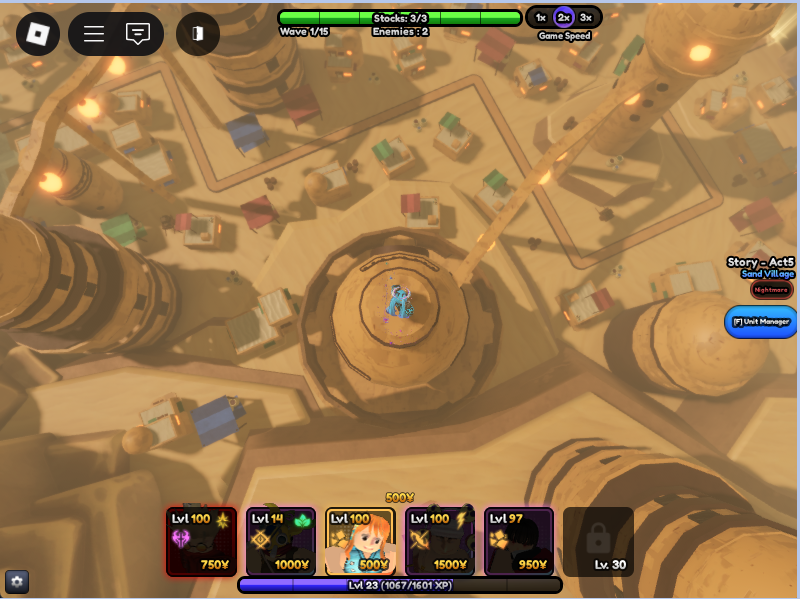 Stocks: 3/3
1x 2x 3x
Wave 1/15
Enemies : 2
Game Speed
Story - Act5
Sand Village
Nightmare
[F] Unit Manager
500¥
Lvl 100
750¥
Lvl 14
1000¥
Lvl 100
500¥
Lvl 100
1500¥
Lvl 97
950¥
Lv. 30
Lvl 23 (1067/1601 XP)